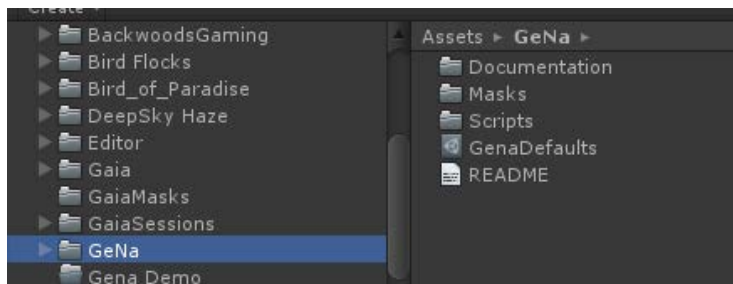 Create
BackwoodsGaming
Bird Flocks
Bird_of_Paradise
DeepSky Haze
Editor
Gaia
GaiaMasks
GaiaSessions
GeNa
Gena Demo
Assets ▸ GeNa ▸
Documentation
Masks
Scripts
GenaDefaults
README